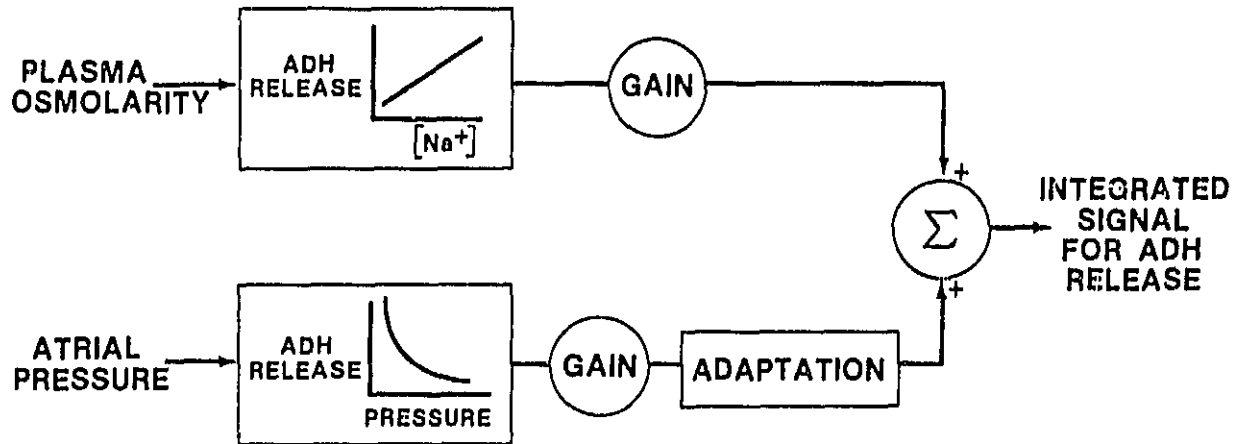 PLASMA
OSMOLARITY
ADH
RELEASE
[Na+]
GAIN
+
Σ
+
INTEGRATED
SIGNAL
FOR ADH
RELEASE
ATRIAL
PRESSURE
ADH
RELEASE
PRESSURE
GAIN
ADAPTATION